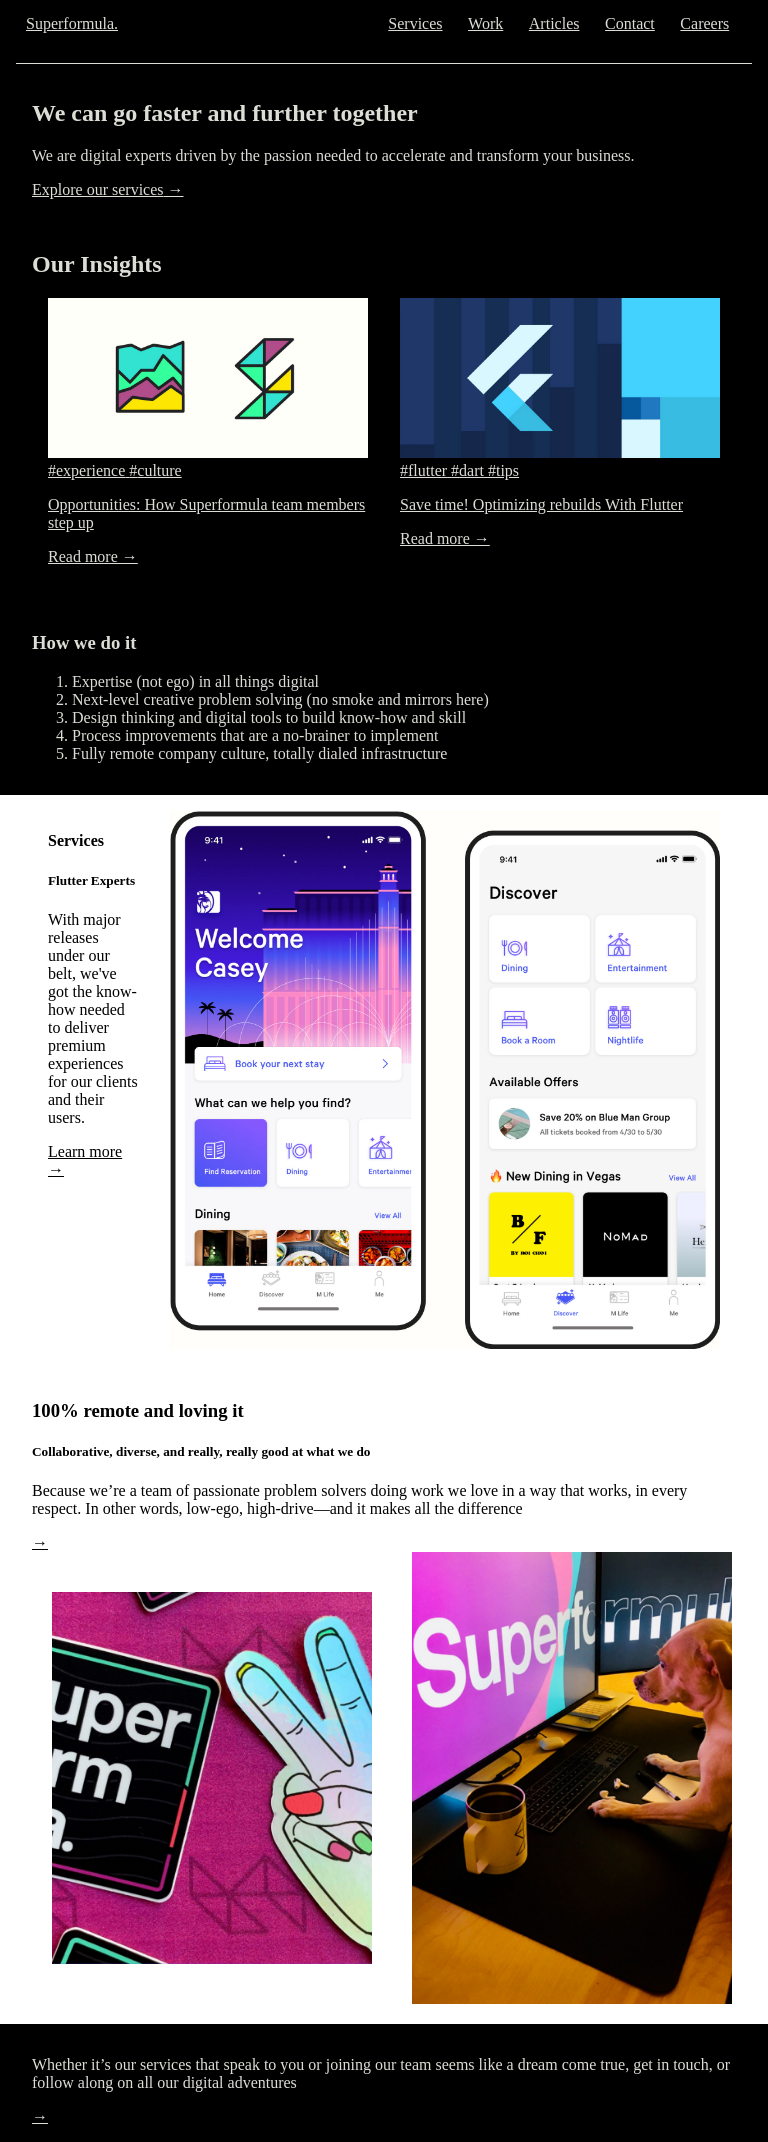 Superformula. Services Work Articles Contact Careers
We can go faster and further together
We are digital experts driven by the passion needed to accelerate and transform your business.
Explore our services →
Our Insights
#experience #culture
Opportunities: How Superformula team members
step up
Read more →
#flutter #dart #tips
Save time! Optimizing rebuilds With Flutter
Read more →
How we do it
1. Expertise (not ego) in all things digital
2. Next-level creative problem solving (no smoke and mirrors here)
3. Design thinking and digital tools to build know-how and skill
4. Process improvements that are a no-brainer to implement
5. Fully remote company culture, totally dialed infrastructure
Services
Flutter Experts
With major
releases
under our
belt, we've
got the know-
how needed
to deliver
premium
experiences
for our clients
and their
users.
Learn more
→
9:41
Welcome
Casey
Book your next stay
What can we help you find?
Find Reservation Dining Entertainmen
Dining View All
Home Discover M Life Me
9:41
Discover
Dining Entertainment
Book a Room Nightlife
Available Offers
Save 20% on Blue Man Group
All tickets booked from 4/30 to 5/30
🔥 New Dining in Vegas View All
B/F
BY ROI CHOI
NOMAD
He
Home Discover M Life Me
100% remote and loving it
Collaborative, diverse, and really, really good at what we do
Because we’re a team of passionate problem solvers doing work we love in a way that works, in every
respect. In other words, low-ego, high-drive—and it makes all the difference
→
uper
rm
a.
Superformul
Whether it’s our services that speak to you or joining our team seems like a dream come true, get in touch, or
follow along on all our digital adventures
→